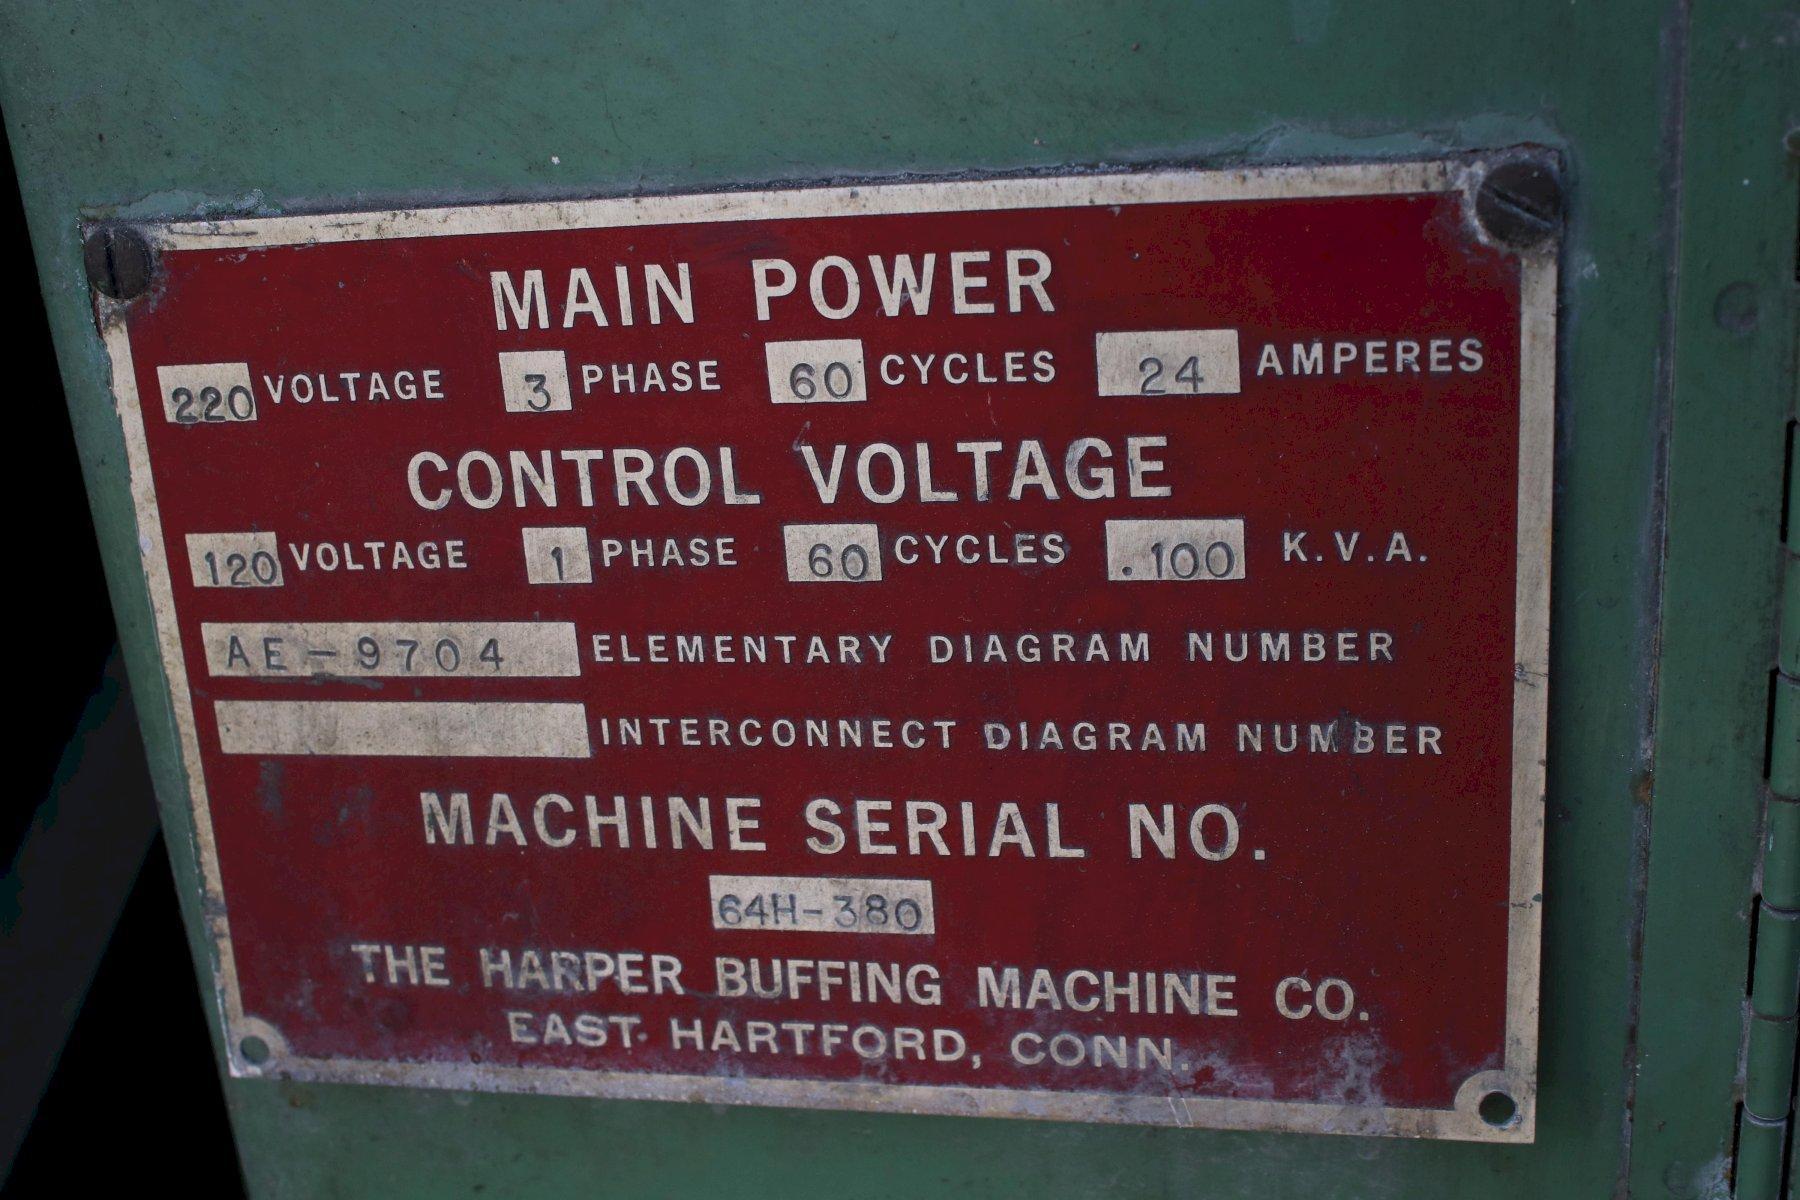 MAIN POWER
220 VOLTAGE 3 PHASE 60 CYCLES 24 AMPERES
CONTROL VOLTAGE
120 VOLTAGE 1 PHASE 60 CYCLES .100 K.V.A.
AE-9704 ELEMENTARY DIAGRAM NUMBER
INTERCONNECT DIAGRAM NUMBER
MACHINE SERIAL NO.
64H-380
THE HARPER BUFFING MACHINE CO.
EAST HARTFORD, CONN.